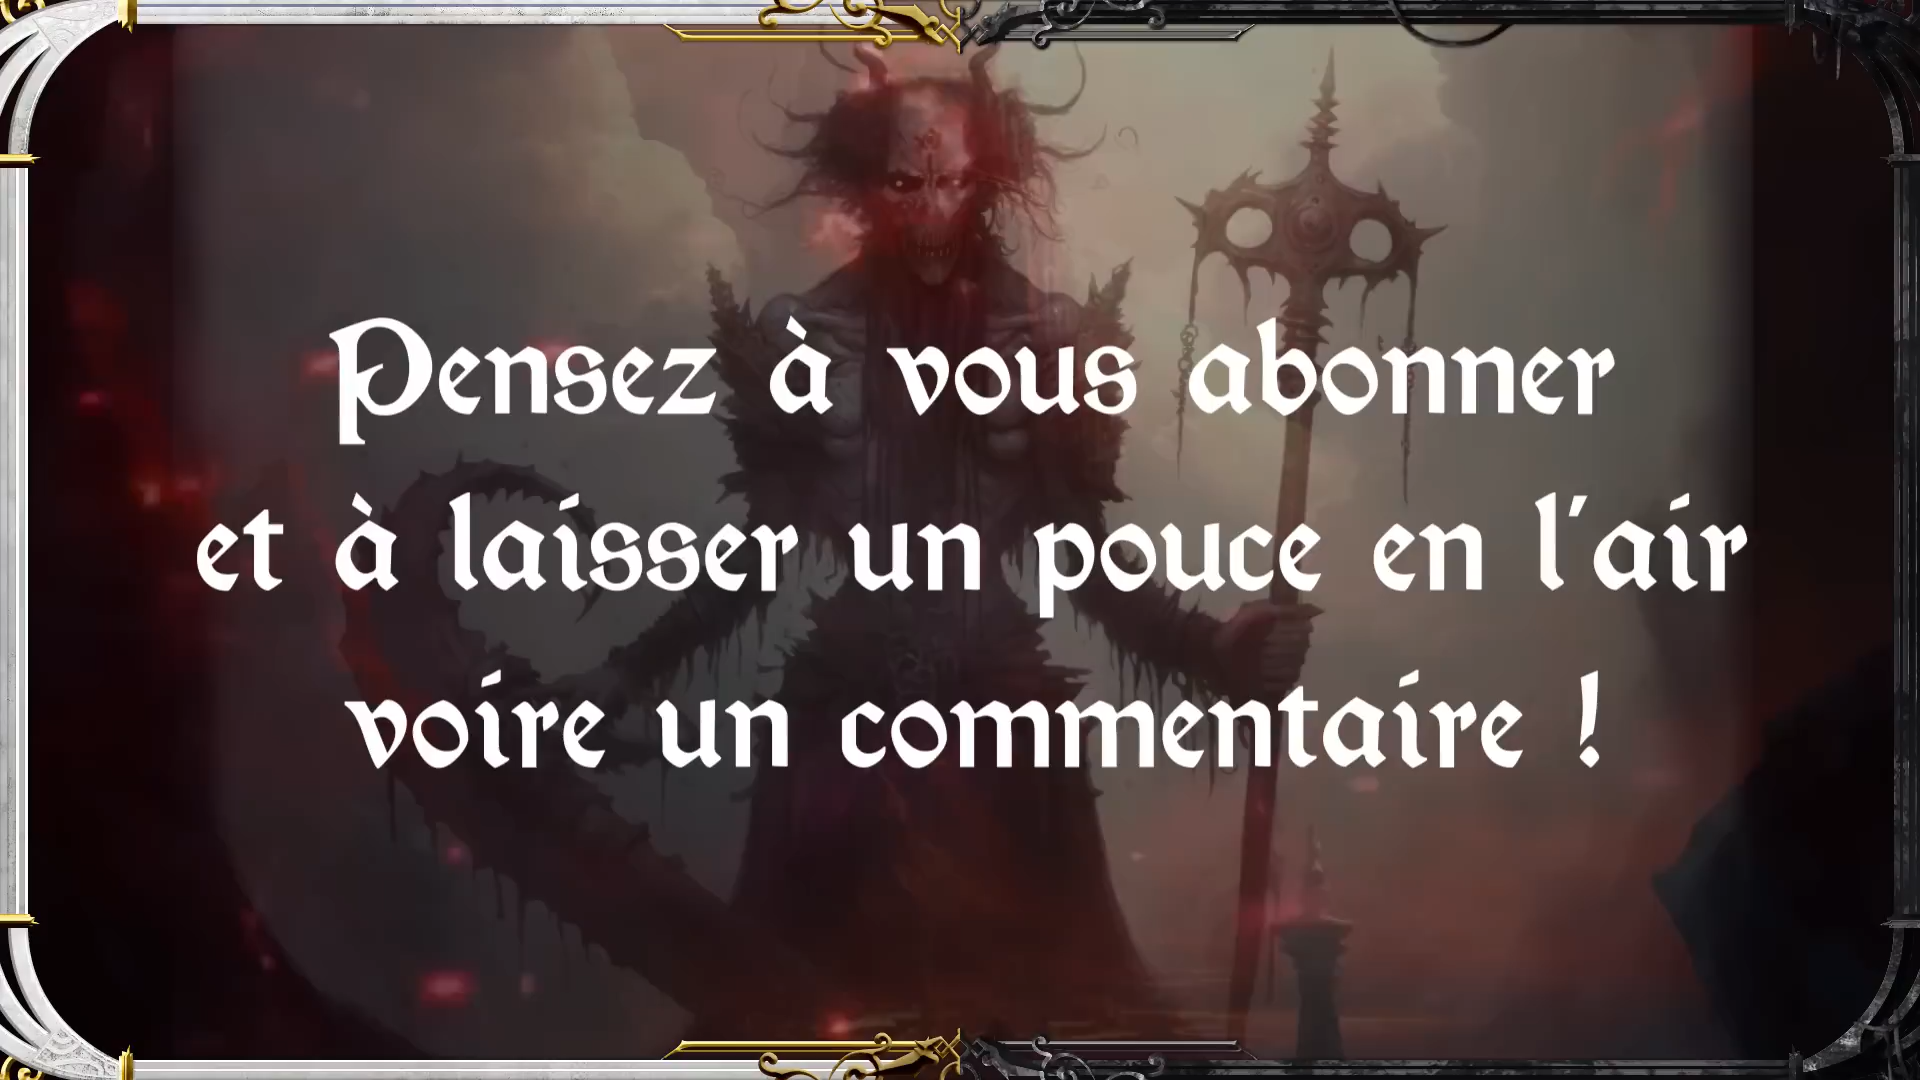 Pensez à vous abonner
et à laisser un pouce en l'air
voire un commentaire !